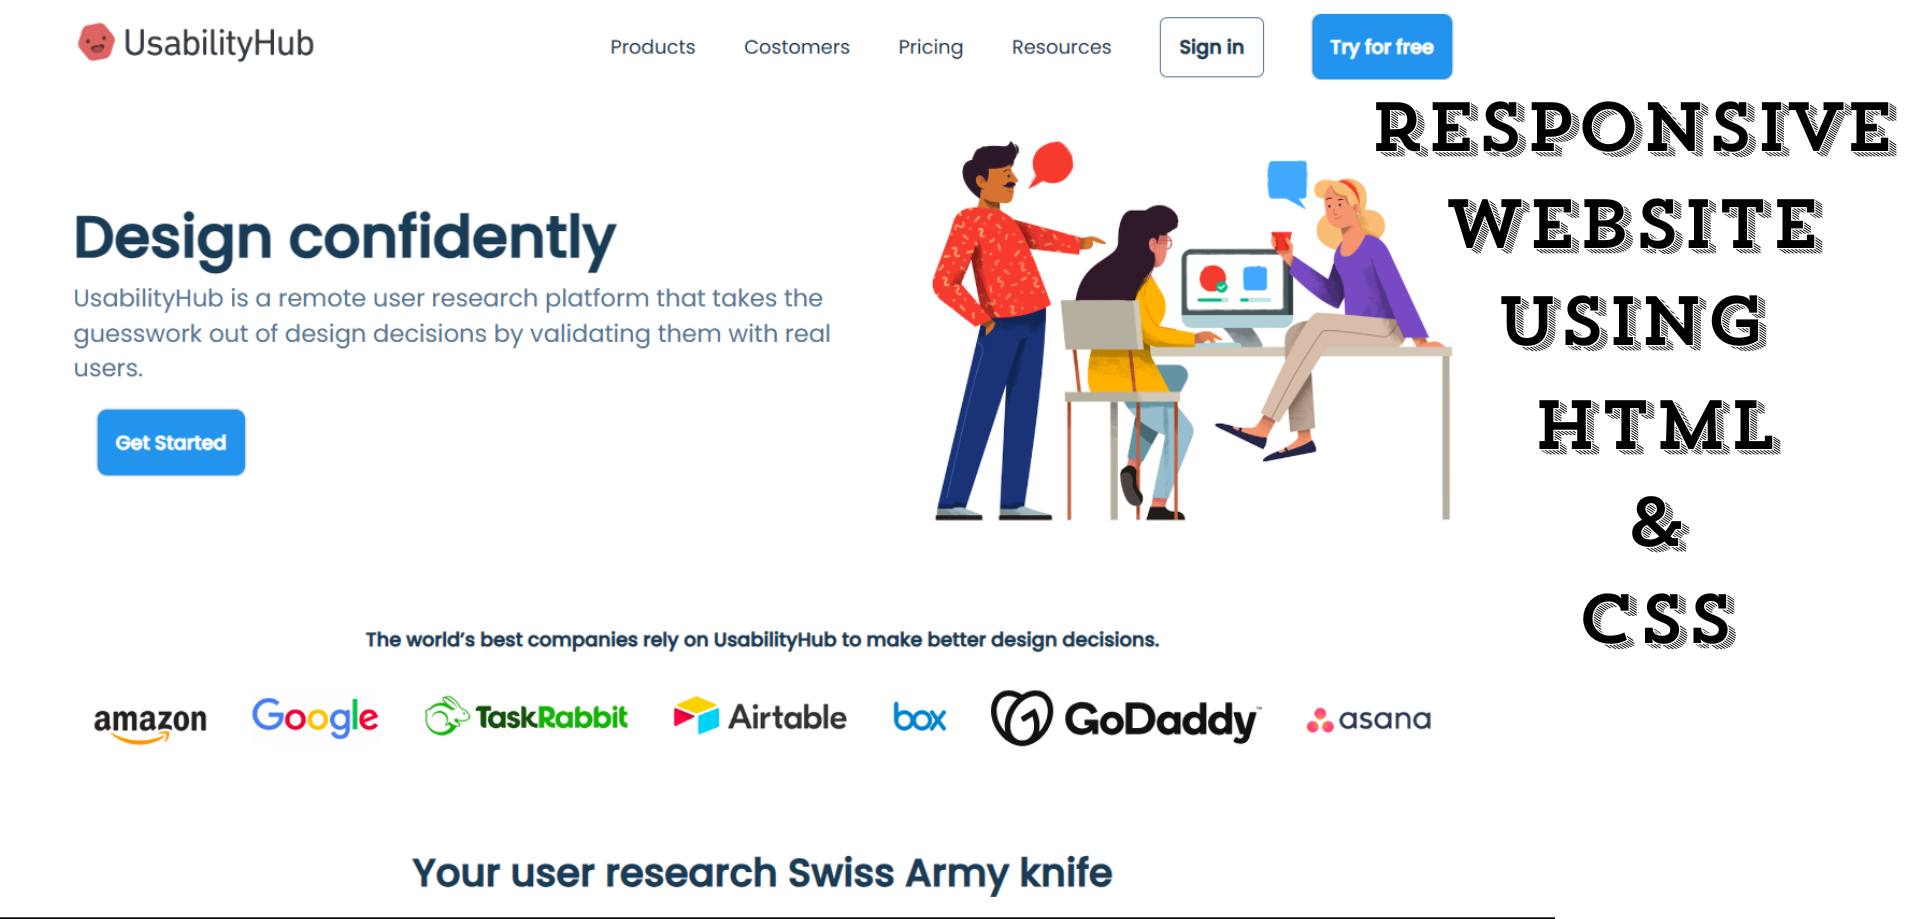 UsabilityHub
Products Costomers Pricing Resources Sign in Try for free
RESPONSIVE
WEBSITE
USING
HTML
&
CSS
Design confidently
UsabilityHub is a remote user research platform that takes the
guesswork out of design decisions by validating them with real
users.
Get Started
The world’s best companies rely on UsabilityHub to make better design decisions.
amazon Google TaskRabbit Airtable box GoDaddy™ asana
Your user research Swiss Army knife